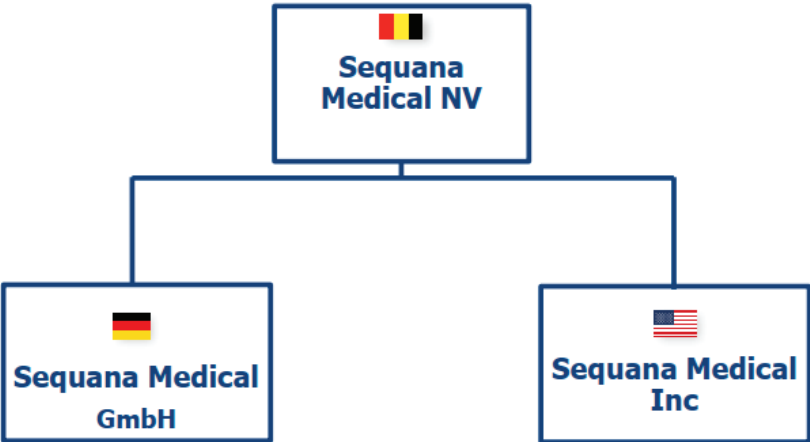 Sequana
Medical NV
Sequana Medical
GmbH
Sequana Medical
Inc